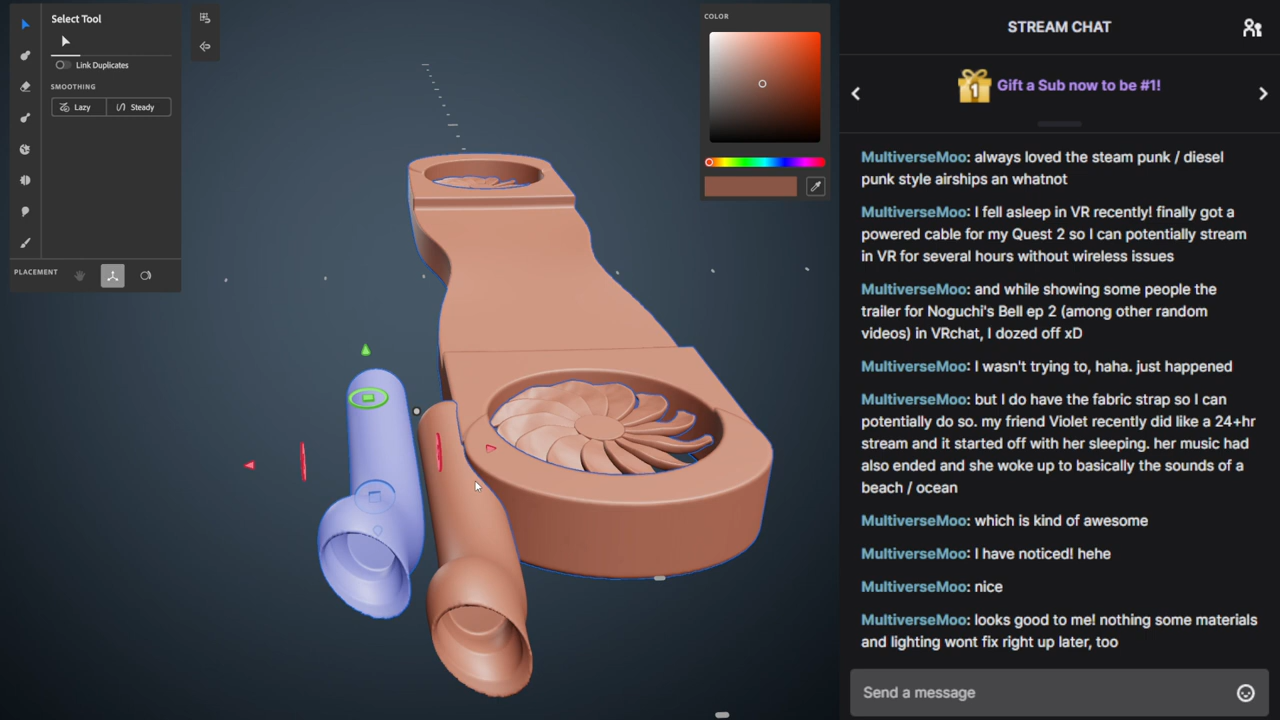 Select Tool
Link Duplicates
SMOOTHING
Lazy
Steady
PLACEMENT
COLOR
STREAM CHAT
1
Gift a Sub now to be #1!
MultiverseMoo: always loved the steam punk / diesel
punk style airships an whatnot
MultiverseMoo: I fell asleep in VR recently! finally got a
powered cable for my Quest 2 so I can potentially stream
in VR for several hours without wireless issues
MultiverseMoo: and while showing some people the
trailer for Noguchi's Bell ep 2 (among other random
videos) in VRchat, I dozed off xD
MultiverseMoo: I wasn't trying to, haha. just happened
MultiverseMoo: but I do have the fabric strap so I can
potentially do so. my friend Violet recently did like a 24+hr
stream and it started off with her sleeping. her music had
also ended and she woke up to basically the sounds of a
beach / ocean
MultiverseMoo: which is kind of awesome
MultiverseMoo: I have noticed! hehe
MultiverseMoo: nice
MultiverseMoo: looks good to me! nothing some materials
and lighting wont fix right up later, too
Send a message